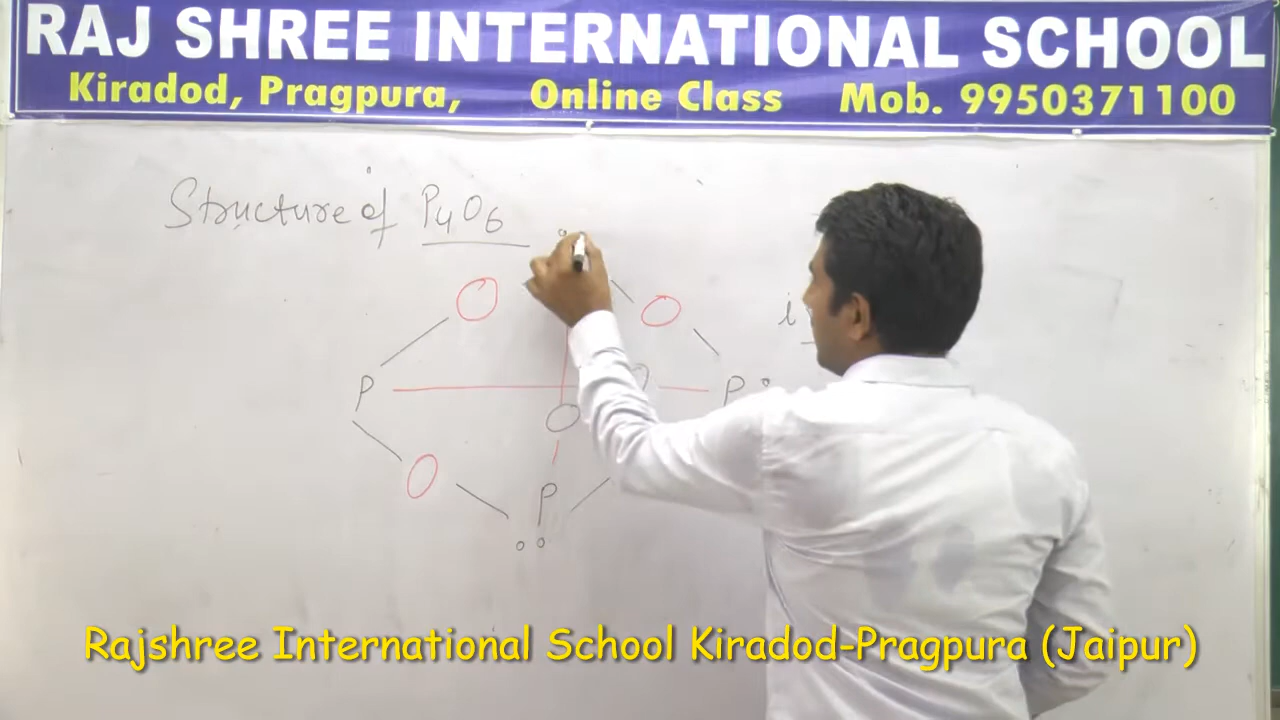 RAJ SHREE INTERNATIONAL SCHOOL
Kiradod, Pragpura, Online Class Mob. 9950371100
Structure of P4O6
O O
P O P
O
O
P
Rajshree International School Kiradod-Pragpura (Jaipur)